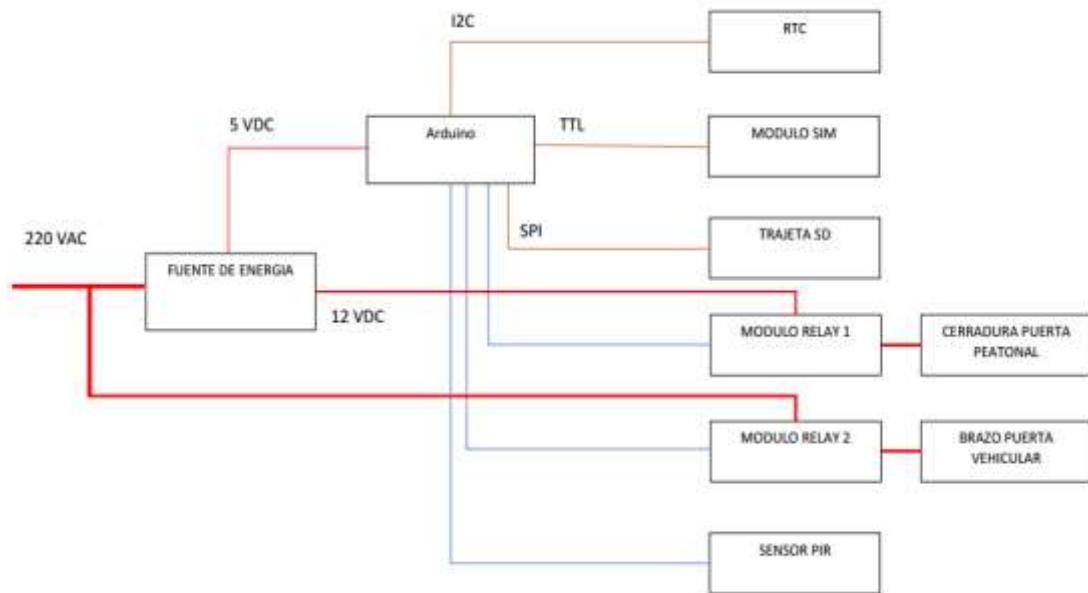 I2C
RTC
5 VDC
Arduino
TTL
MODULO SIM
220 VAC
SPI
TRAJETA SD
FUENTE DE ENERGIA
12 VDC
MODULO RELAY 1
CERRADURA PUERTA
PEATONAL
MODULO RELAY 2
BRAZO PUERTA
VEHICULAR
SENSOR PIR